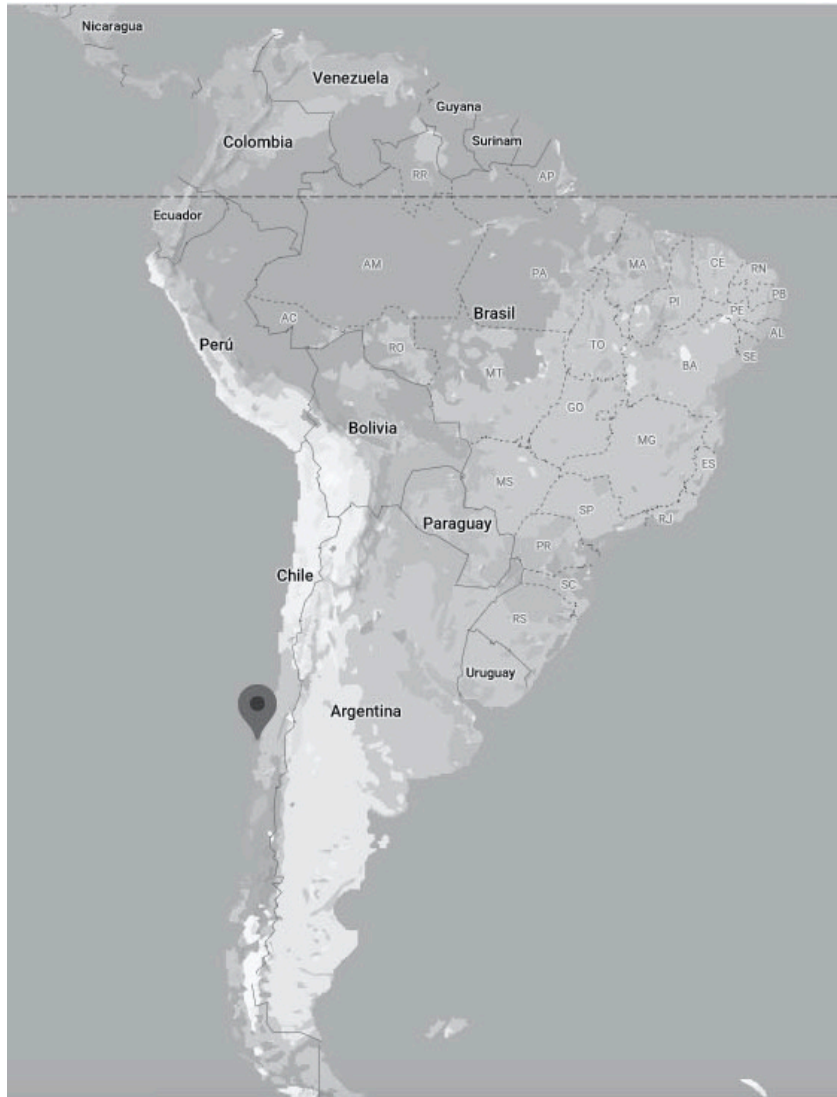 Nicaragua
Venezuela
Guyana
Colombia
Surinam
RR
AP
Ecuador
AM
PA
MA
CE
RN
PB
PI
PE
AL
AC
Brasil
SE
Perú
RO
TO
BA
MT
GO
Bolivia
MG
MS
ES
SP
RJ
Paraguay
PR
Chile
SC
RS
Uruguay
Argentina